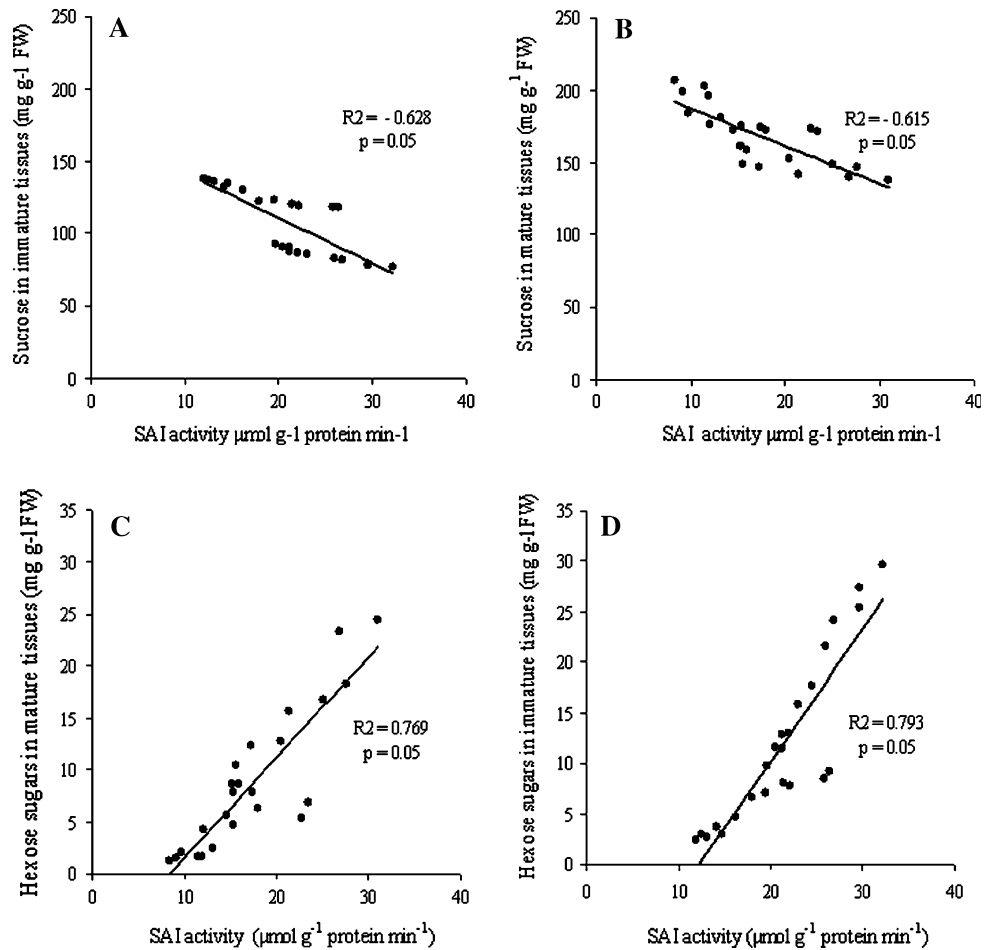 A
Sucrose in immature tissues (mg g-1 FW)
250
200
150
100
50
0
R2 = - 0.628
p = 0.05
0 10 20 30 40
SAI activity µmol g-1 protein min-1
B
Sucrose in mature tissues (mg g-1 FW)
250
200
150
100
50
0
R2 = - 0.615
p = 0.05
0 10 20 30 40
SAI activity µmol g-1 protein min-1
C
Hexose sugars in mature tissues (mg g-1FW)
35
30
25
20
15
10
5
0
R2 = 0.769
p = 0.05
0 10 20 30 40
SAI activity (µmol g-1 protein min-1)
D
Hexose sugars in immature tissues (mg g-1FW)
35
30
25
20
15
10
5
0
R2 = 0.793
p = 0.05
0 10 20 30 40
SAI activity (µmol g-1 protein min-1)